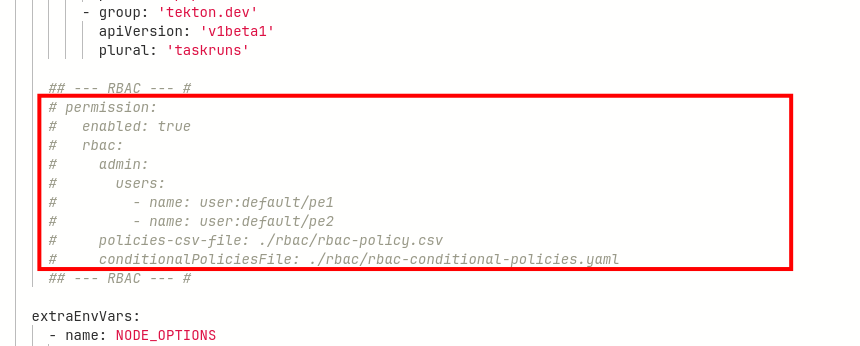 - group: 'tekton.dev'
apiVersion: 'v1beta1'
plural: 'taskruns'
## --- RBAC --- #
# permission:
#   enabled: true
#   rbac:
#     admin:
#       users:
#         - name: user:default/pe1
#         - name: user:default/pe2
#     policies-csv-file: ./rbac/rbac-policy.csv
#     conditionalPoliciesFile: ./rbac/rbac-conditional-policies.yaml
## --- RBAC --- #
extraEnvVars:
- name: NODE_OPTIONS